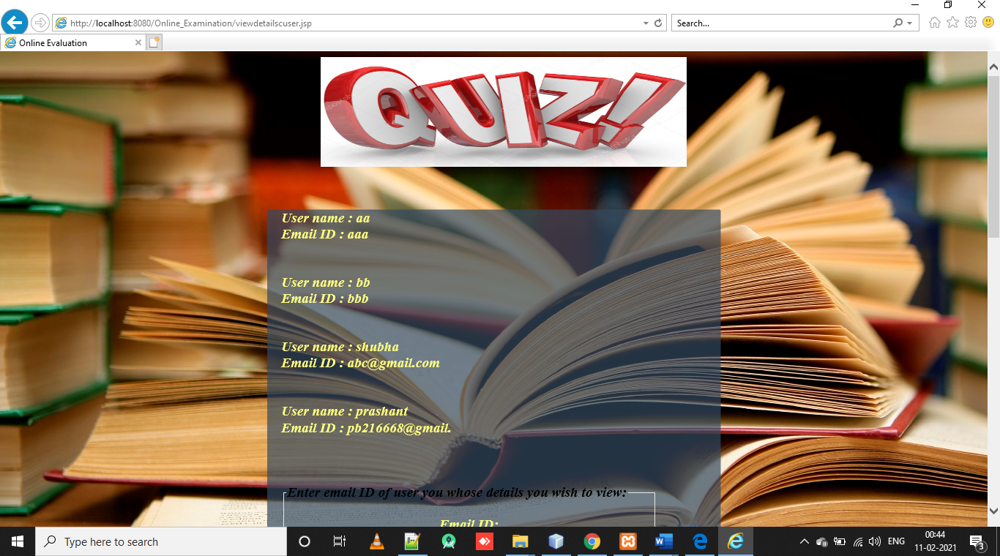 http://localhost:8080/Online_Examination/viewdetailscuser.jsp
Search...
Online Evaluation
QUIZ!
User name : aa
Email ID : aaa
User name : bb
Email ID : bbb
User name : shubha
Email ID : abc@gmail.com
User name : prashant
Email ID : pb216668@gmail.
Enter email ID of user you whose details you wish to view:
Email ID:
Type here to search
ENG
00:44
11-02-2021
3